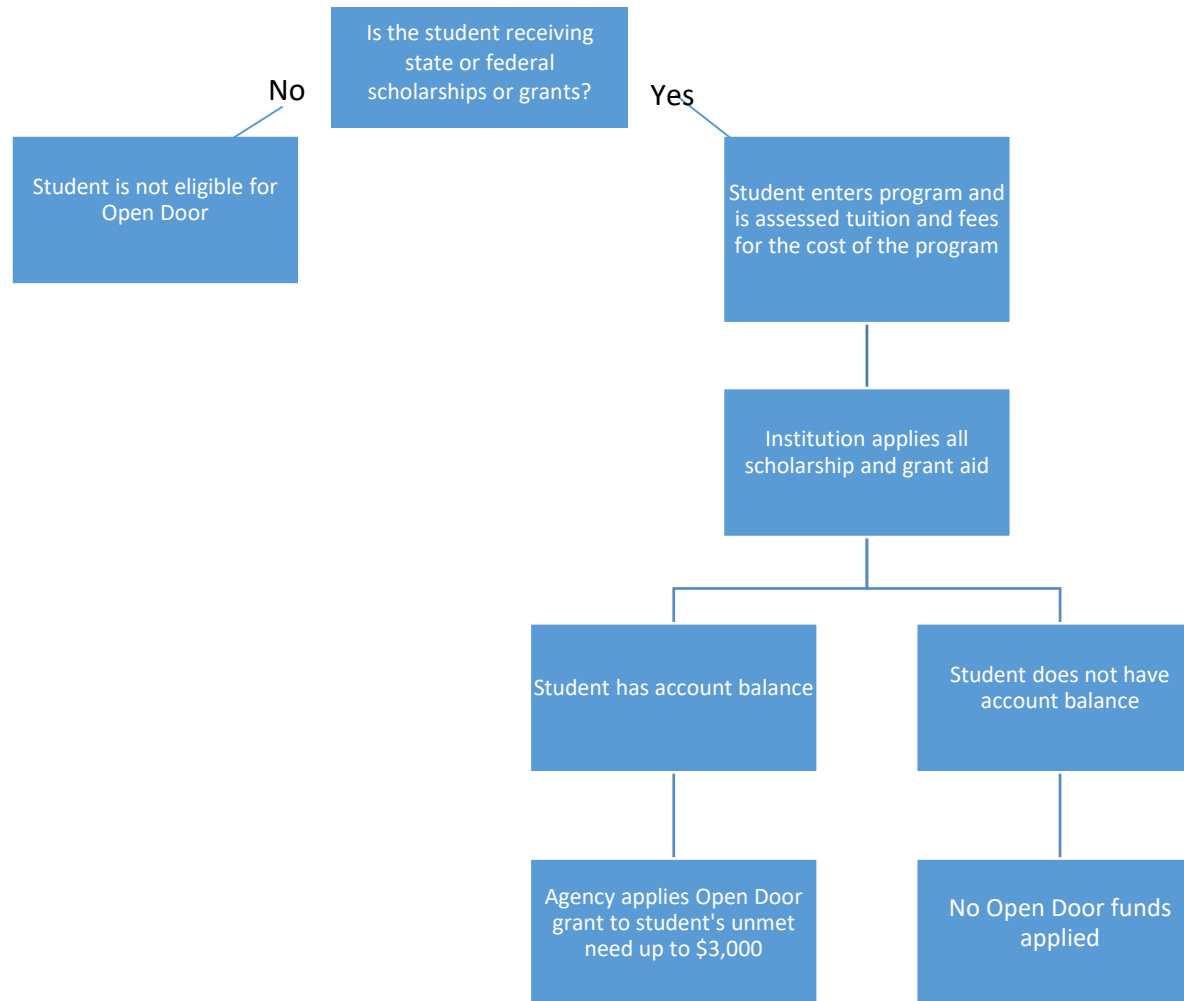 Is the student receiving
state or federal
scholarships or grants?
No
Yes
Student is not eligible for
Open Door
Student enters program and
is assessed tuition and fees
for the cost of the program
Institution applies all
scholarship and grant aid
Student has account balance
Student does not have
account balance
Agency applies Open Door
grant to student's unmet
need up to $3,000
No Open Door funds
applied